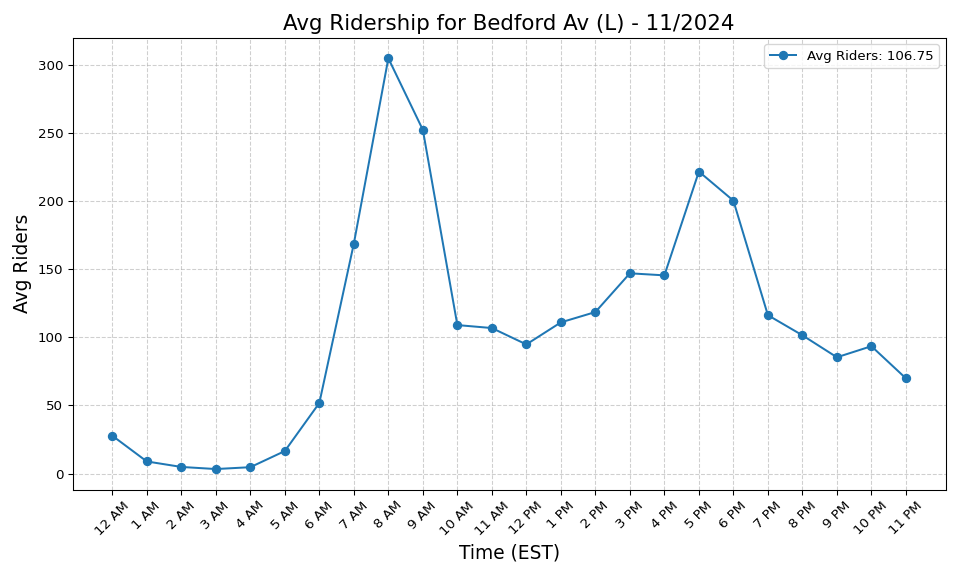 Avg Ridership for Bedford Av (L) - 11/2024
Avg Riders: 106.75
Avg Riders
300
250
200
150
100
50
0
12 AM
1 AM
2 AM
3 AM
4 AM
5 AM
6 AM
7 AM
8 AM
9 AM
10 AM
11 AM
12 PM
1 PM
2 PM
3 PM
4 PM
5 PM
6 PM
7 PM
8 PM
9 PM
10 PM
11 PM
Time (EST)